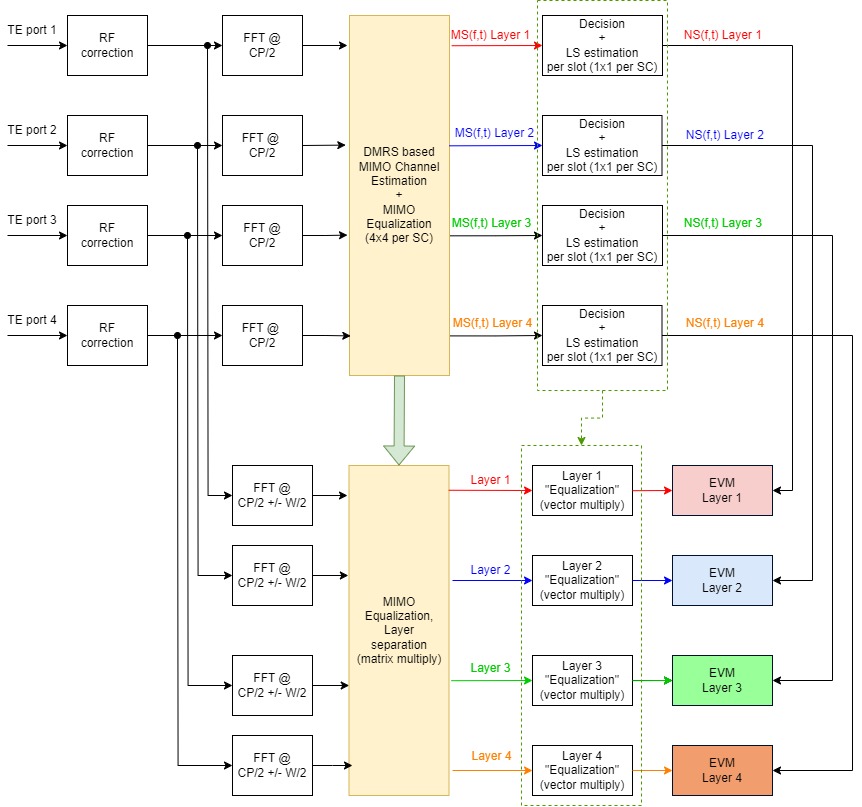 TE port 1
RF
correction
FFT @
CP/2
MS(f,t) Layer 1
Decision
+
LS estimation
per slot (1x1 per SC)
NS(f,t) Layer 1
TE port 2
RF
correction
FFT @
CP/2
DMRS based
MIMO Channel
Estimation
+
MIMO
Equalization
(4x4 per SC)
MS(f,t) Layer 2
Decision
+
LS estimation
per slot (1x1 per SC)
NS(f,t) Layer 2
TE port 3
RF
correction
FFT @
CP/2
MS(f,t) Layer 3
Decision
+
LS estimation
per slot (1x1 per SC)
NS(f,t) Layer 3
TE port 4
RF
correction
FFT @
CP/2
MS(f,t) Layer 4
Decision
+
LS estimation
per slot (1x1 per SC)
NS(f,t) Layer 4
FFT @
CP/2 +/- W/2
Layer 1
Layer 1
"Equalization"
(vector multiply)
EVM
Layer 1
FFT @
CP/2 +/- W/2
Layer 2
Layer 2
"Equalization"
(vector multiply)
EVM
Layer 2
MIMO
Equalization,
Layer
separation
(matrix multiply)
FFT @
CP/2 +/- W/2
Layer 3
Layer 3
"Equalization"
(vector multiply)
EVM
Layer 3
FFT @
CP/2 +/- W/2
Layer 4
Layer 4
"Equalization"
(vector multiply)
EVM
Layer 4